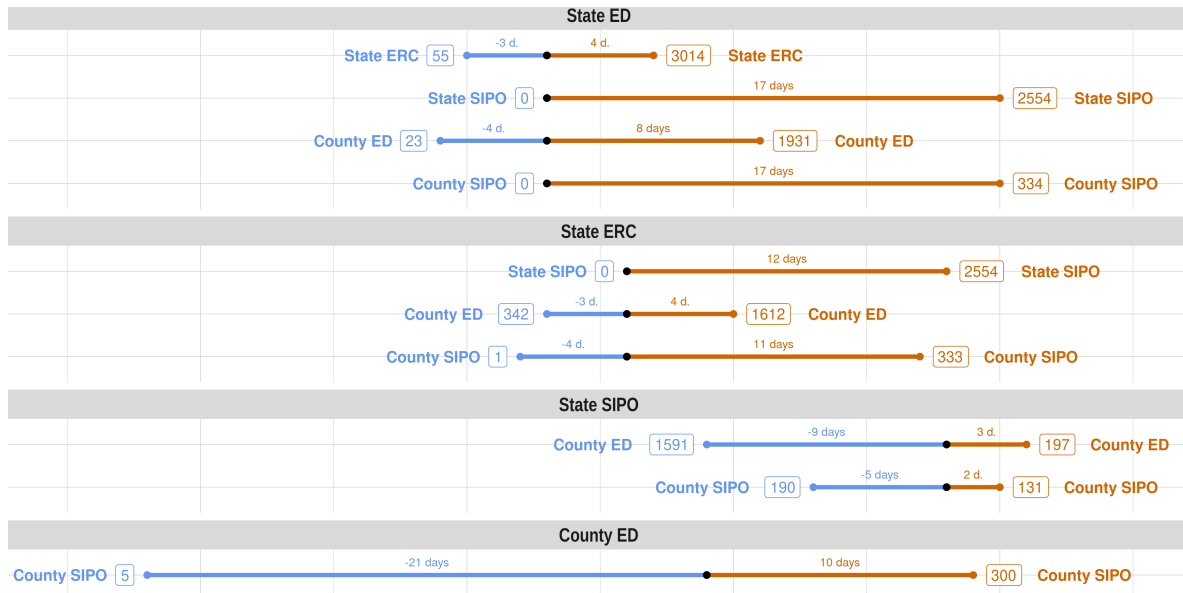 State ED
-3 d. 4 d.
State ERC 55 3014 State ERC
17 days
State SIPO 0 2554 State SIPO
-4 d. 8 days
County ED 23 1931 County ED
17 days
County SIPO 0 334 County SIPO
State ERC
12 days
State SIPO 0 2554 State SIPO
-3 d. 4 d.
County ED 342 1612 County ED
-4 d. 11 days
County SIPO 1 333 County SIPO
State SIPO
-9 days 3 d.
County ED 1591 197 County ED
-5 days 2 d.
County SIPO 190 131 County SIPO
County ED
-21 days 10 days
County SIPO 5 300 County SIPO